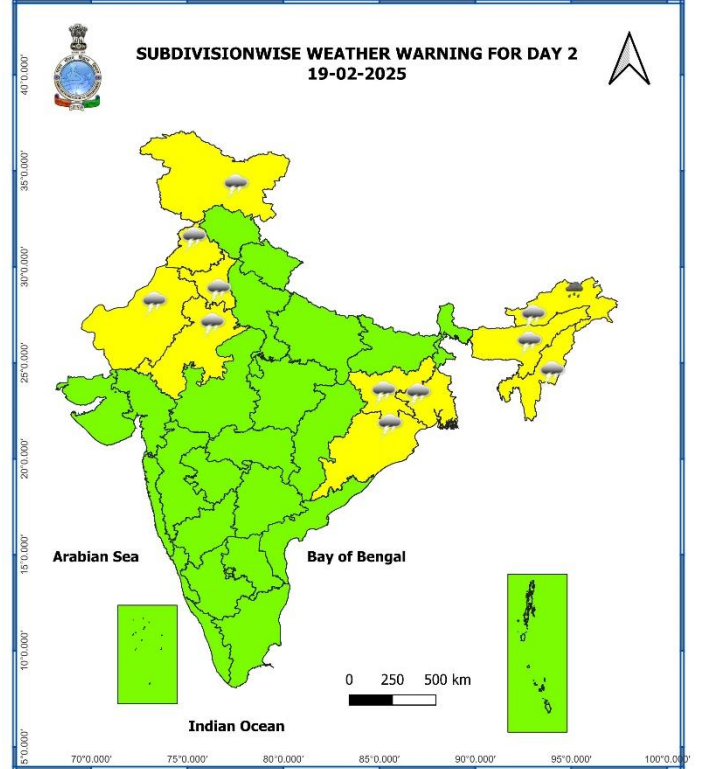 SUBDIVISIONWISE WEATHER WARNING FOR DAY 2
19-02-2025
40°0.000'
35°0.000'
30°0.000'
25°0.000'
20°0.000'
15°0.000'
10°0.000'
5°0.000'
Arabian Sea
Bay of Bengal
0 250 500 km
Indian Ocean
70°0.000' 75°0.000' 80°0.000' 85°0.000' 90°0.000' 95°0.000' 100°0.000'